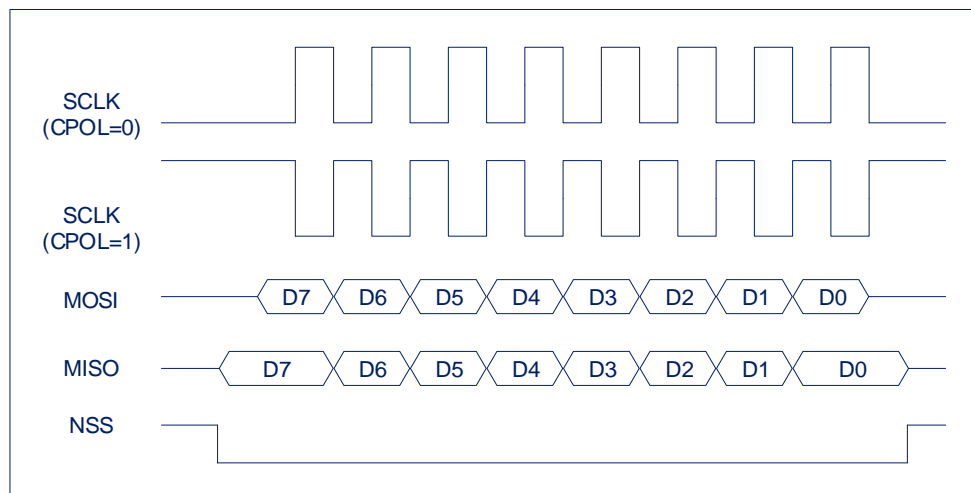 SCLK
(CPOL=0)
SCLK
(CPOL=1)
MOSI D7 D6 D5 D4 D3 D2 D1 D0
MISO D7 D6 D5 D4 D3 D2 D1 D0
NSS